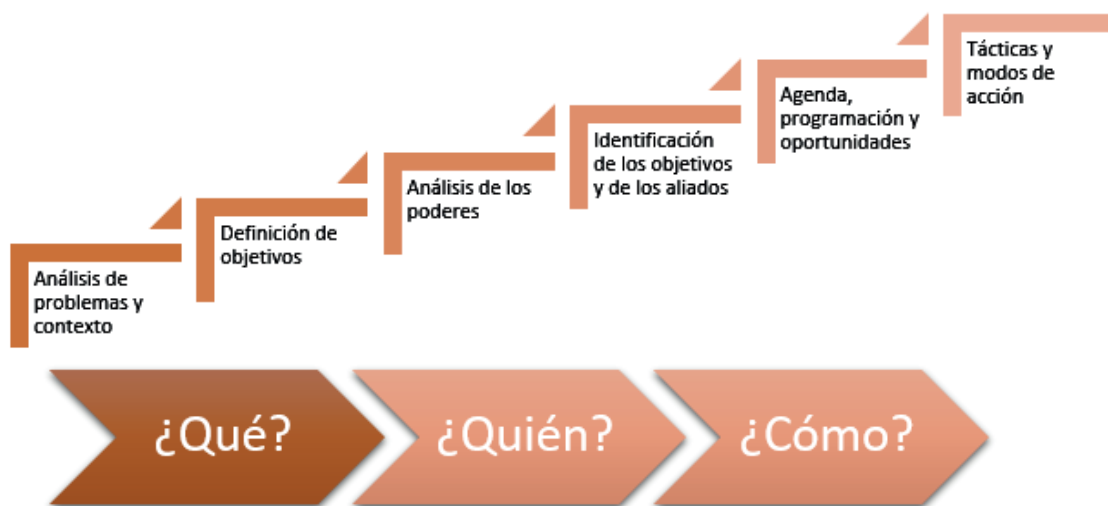 Análisis de
problemas y
contexto
Definición de
objetivos
Análisis de los
poderes
Identificación
de los objetivos
y de los aliados
Agenda,
programación y
oportunidades
Tácticas y
modos de
acción
¿Qué?
¿Quién?
¿Cómo?